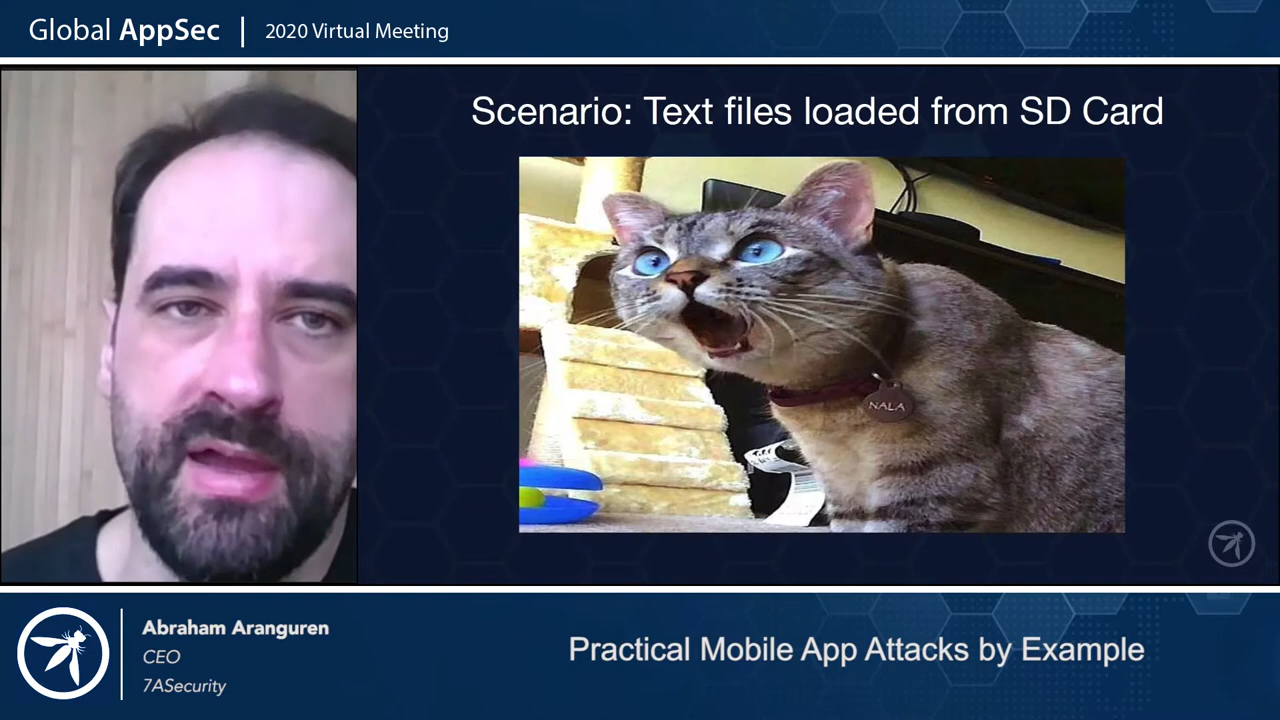 Global AppSec | 2020 Virtual Meeting
Scenario: Text files loaded from SD Card
NALA
Abraham Aranguren
CEO
7ASecurity
Practical Mobile App Attacks by Example